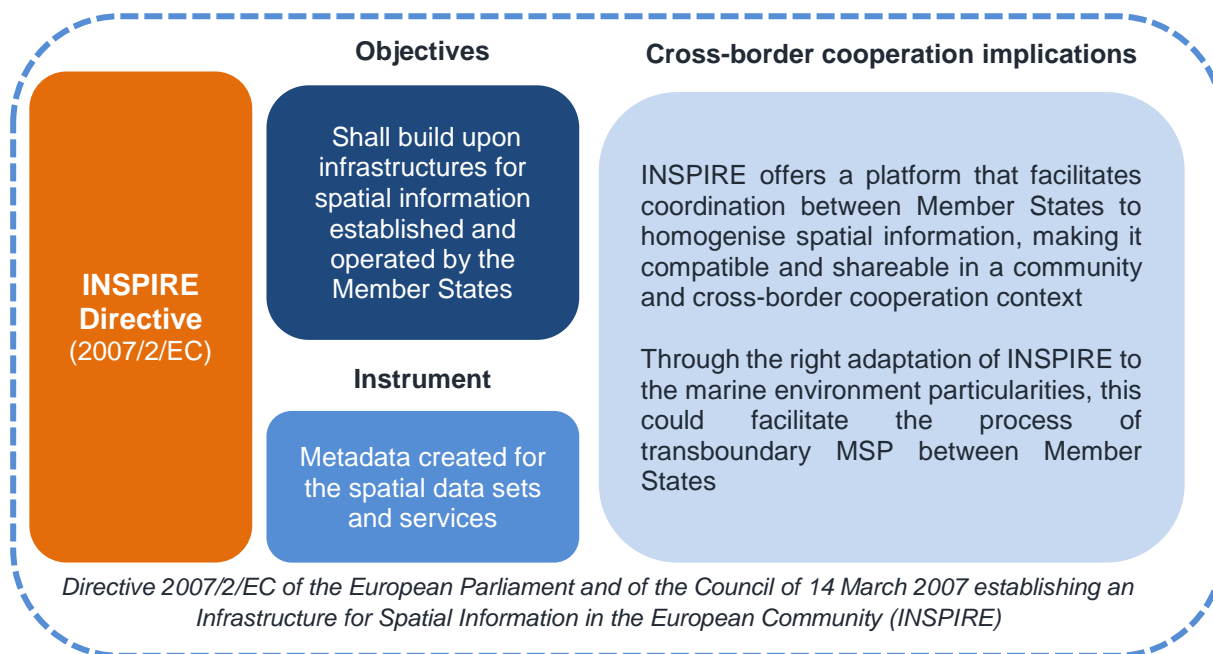 INSPIRE
Directive
(2007/2/EC)
Objectives
Shall build upon
infrastructures for
spatial information
established and
operated by the
Member States
Instrument
Metadata created for
the spatial data sets
and services
Cross-border cooperation implications
INSPIRE offers a platform that facilitates
coordination between Member States to
homogenise spatial information, making it
compatible and shareable in a community
and cross-border cooperation context
Through the right adaptation of INSPIRE to
the marine environment particularities, this
could facilitate the process of
transboundary MSP between Member
States
Directive 2007/2/EC of the European Parliament and of the Council of 14 March 2007 establishing an
Infrastructure for Spatial Information in the European Community (INSPIRE)